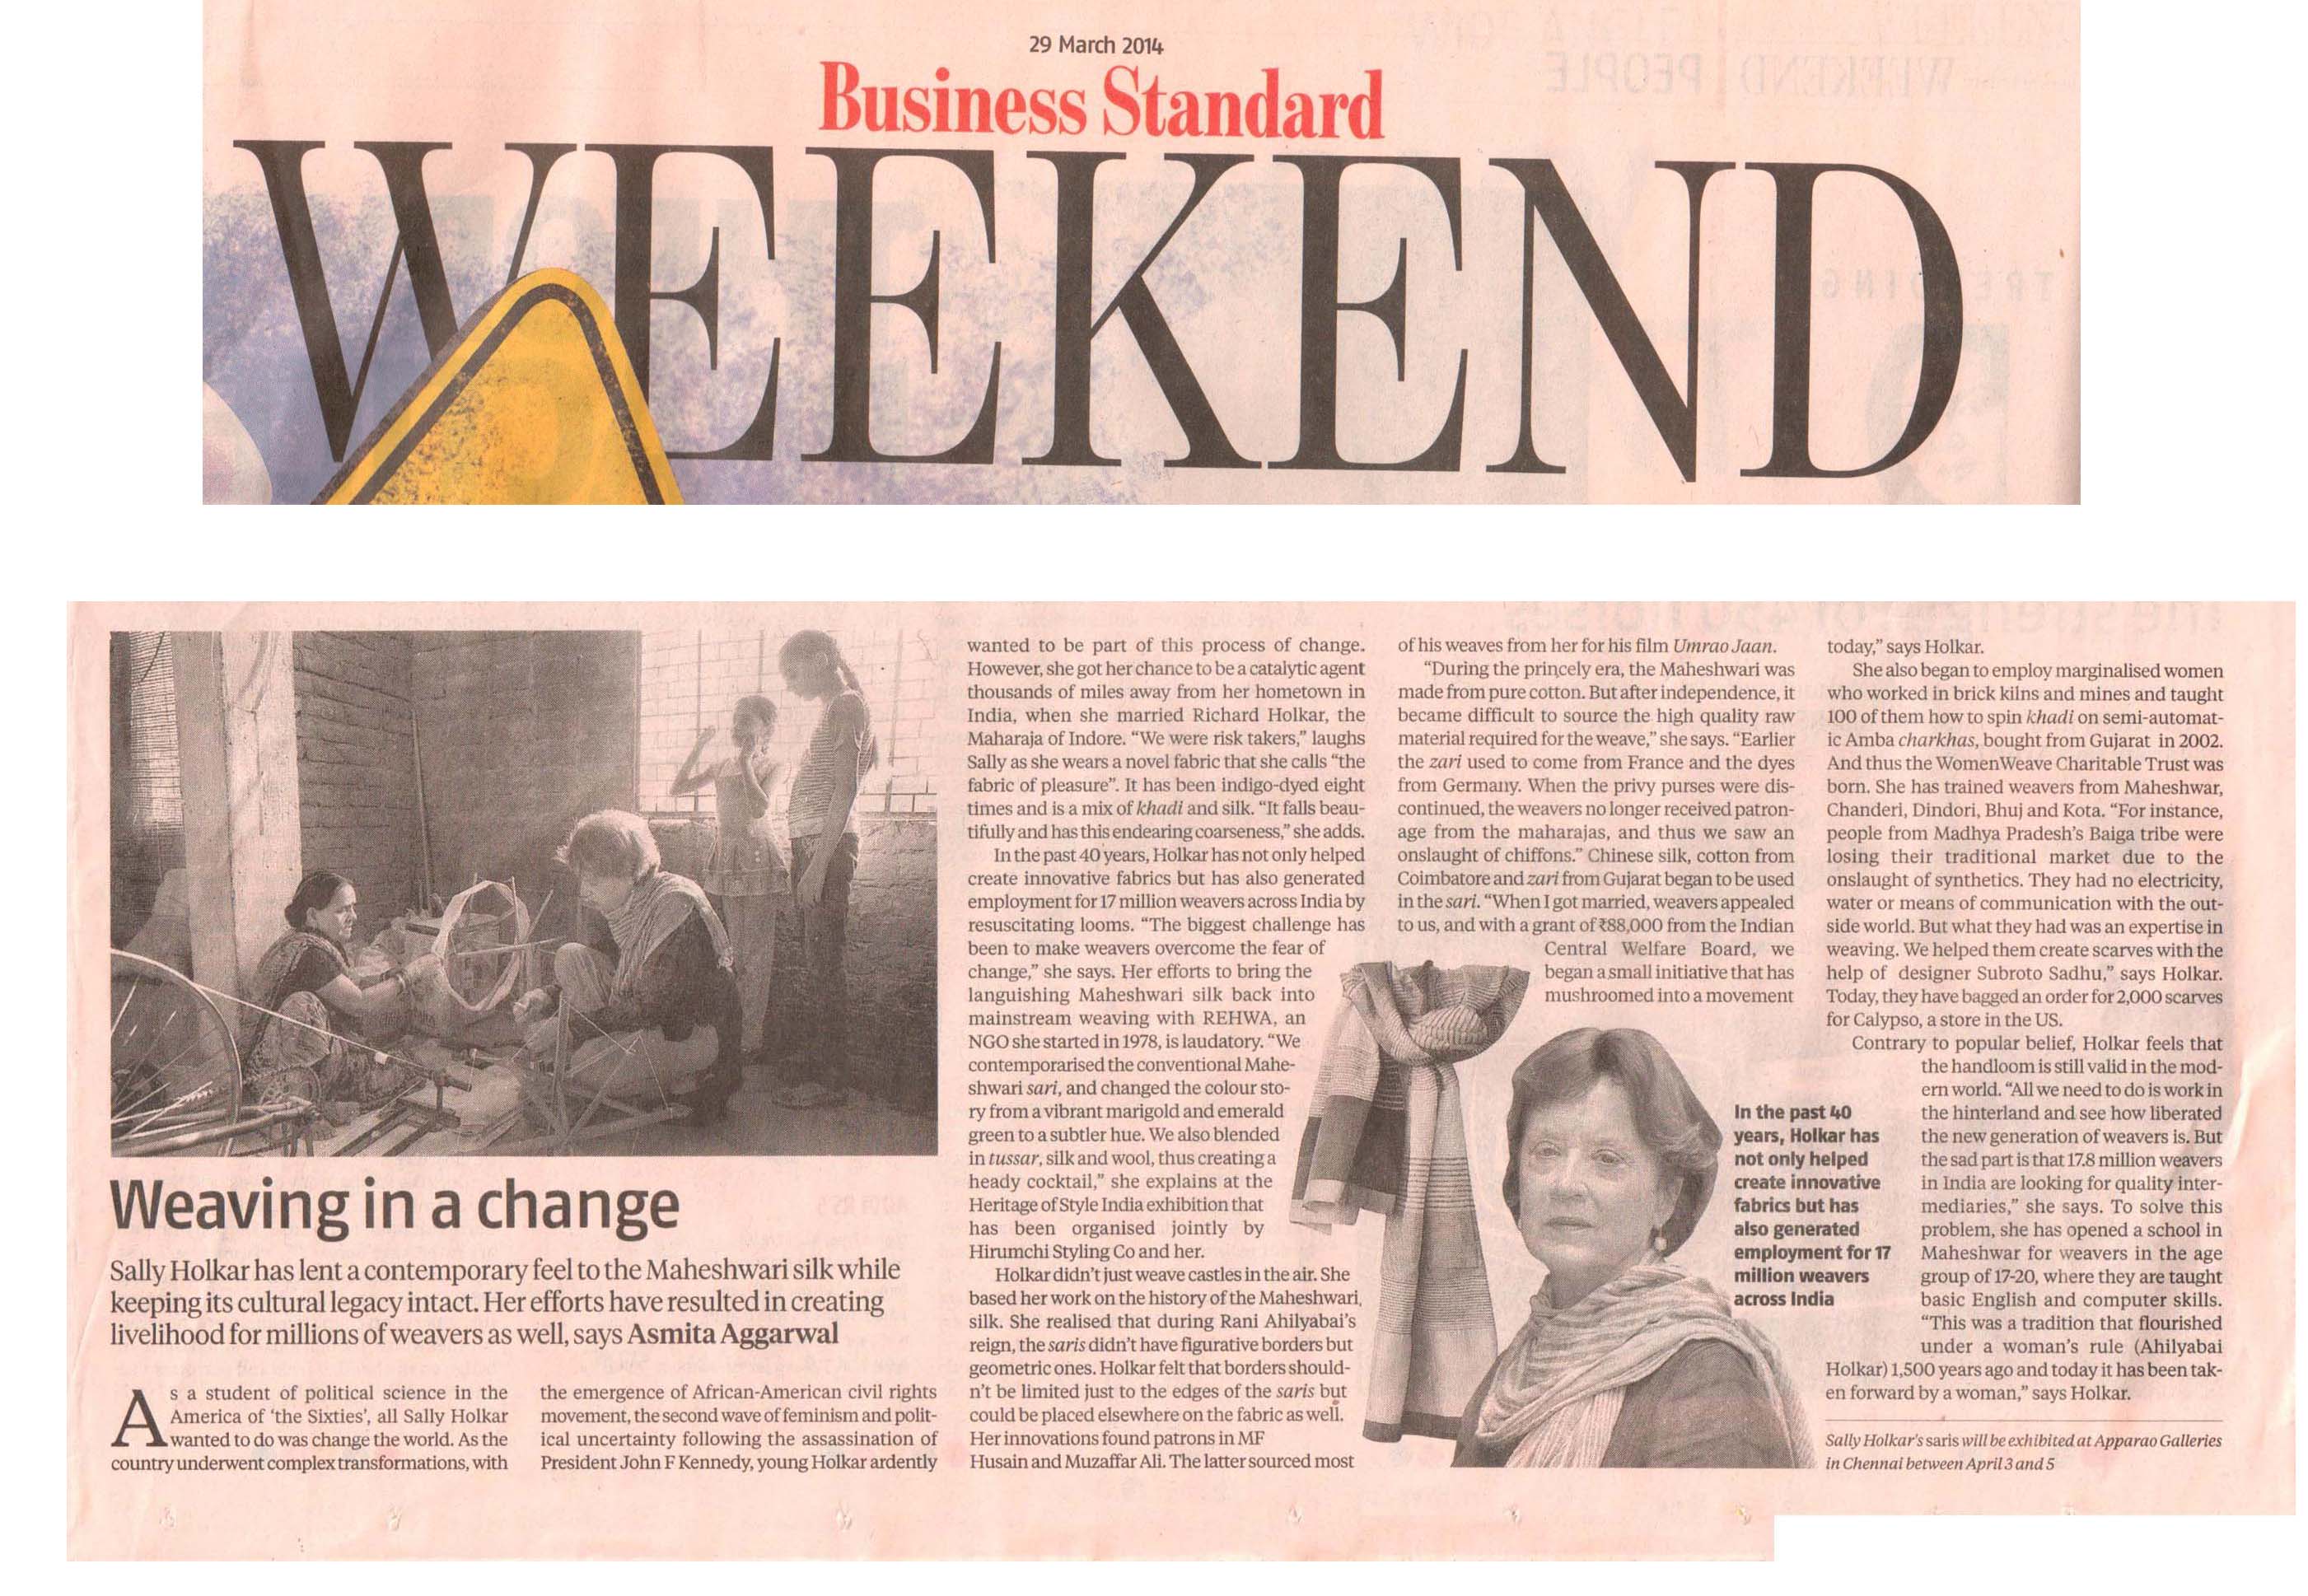 29 March 2014
Business Standard
WEEKEND
Weaving in a change
Sally Holkar has lent a contemporary feel to the Maheshwari silk while
keeping its cultural legacy intact. Her efforts have resulted in creating
livelihood for millions of weavers as well, says Asmita Aggarwal
As a student of political science in the
America of ‘the Sixties’, all Sally Holkar
wanted to do was change the world. As the
country underwent complex transformations, with
the emergence of African-American civil rights
movement, the second wave of feminism and polit-
ical uncertainty following the assassination of
President John F Kennedy, young Holkar ardently
wanted to be part of this process of change.
However, she got her chance to be a catalytic agent
thousands of miles away from her hometown in
India, when she married Richard Holkar, the
Maharaja of Indore. “We were risk takers,” laughs
Sally as she wears a novel fabric that she calls “the
fabric of pleasure”. It has been indigo-dyed eight
times and is a mix of khadi and silk. “It falls beau-
tifully and has this endearing coarseness,” she adds.
In the past 40 years, Holkar has not only helped
create innovative fabrics but has also generated
employment for 17 million weavers across India by
resuscitating looms. “The biggest challenge has
been to make weavers overcome the fear of
change,” she says. Her efforts to bring the
languishing Maheshwari silk back into
mainstream weaving with REHWA, an
NGO she started in 1978, is laudatory. “We
contemporarised the conventional Mahe-
shwari sari, and changed the colour sto-
ry from a vibrant marigold and emerald
green to a subtler hue. We also blended
in tussar, silk and wool, thus creating a
heady cocktail,” she explains at the
Heritage of Style India exhibition that
has been organised jointly by
Hirumchi Styling Co and her.
Holkar didn’t just weave castles in the air. She
based her work on the history of the Maheshwari,
silk. She realised that during Rani Ahilyabai’s
reign, the saris didn’t have figurative borders but
geometric ones. Holkar felt that borders should-
n’t be limited just to the edges of the saris but
could be placed elsewhere on the fabric as well.
Her innovations found patrons in MF
Husain and Muzaffar Ali. The latter sourced most
of his weaves from her for his film Umrao Jaan.
“During the princely era, the Maheshwari was
made from pure cotton. But after independence, it
became difficult to source the high quality raw
material required for the weave,” she says. “Earlier
the zari used to come from France and the dyes
from Germany. When the privy purses were dis-
continued, the weavers no longer received patron-
age from the maharajas, and thus we saw an
onslaught of chiffons.” Chinese silk, cotton from
Coimbatore and zari from Gujarat began to be used
in the sari. “When I got married, weavers appealed
to us, and with a grant of ₹88,000 from the Indian
Central Welfare Board, we
began a small initiative that has
mushroomed into a movement
In the past 40
years, Holkar has
not only helped
create innovative
fabrics but has
also generated
employment for 17
million weavers
across India
today,” says Holkar.
She also began to employ marginalised women
who worked in brick kilns and mines and taught
100 of them how to spin khadi on semi-automat-
ic Amba charkhas, bought from Gujarat in 2002.
And thus the WomenWeave Charitable Trust was
born. She has trained weavers from Maheshwar,
Chanderi, Dindori, Bhuj and Kota. “For instance,
people from Madhya Pradesh’s Baiga tribe were
losing their traditional market due to the
onslaught of synthetics. They had no electricity,
water or means of communication with the out-
side world. But what they had was an expertise in
weaving. We helped them create scarves with the
help of designer Subroto Sadhu,” says Holkar.
Today, they have bagged an order for 2,000 scarves
for Calypso, a store in the US.
Contrary to popular belief, Holkar feels that
the handloom is still valid in the mod-
ern world. “All we need to do is work in
the hinterland and see how liberated
the new generation of weavers is. But
the sad part is that 17.8 million weavers
in India are looking for quality inter-
mediaries,” she says. To solve this
problem, she has opened a school in
Maheshwar for weavers in the age
group of 17-20, where they are taught
basic English and computer skills.
“This was a tradition that flourished
under a woman’s rule (Ahilyabai
Holkar) 1,500 years ago and today it has been tak-
en forward by a woman,” says Holkar.
Sally Holkar’s saris will be exhibited at Apparao Galleries
in Chennai between April 3 and 5